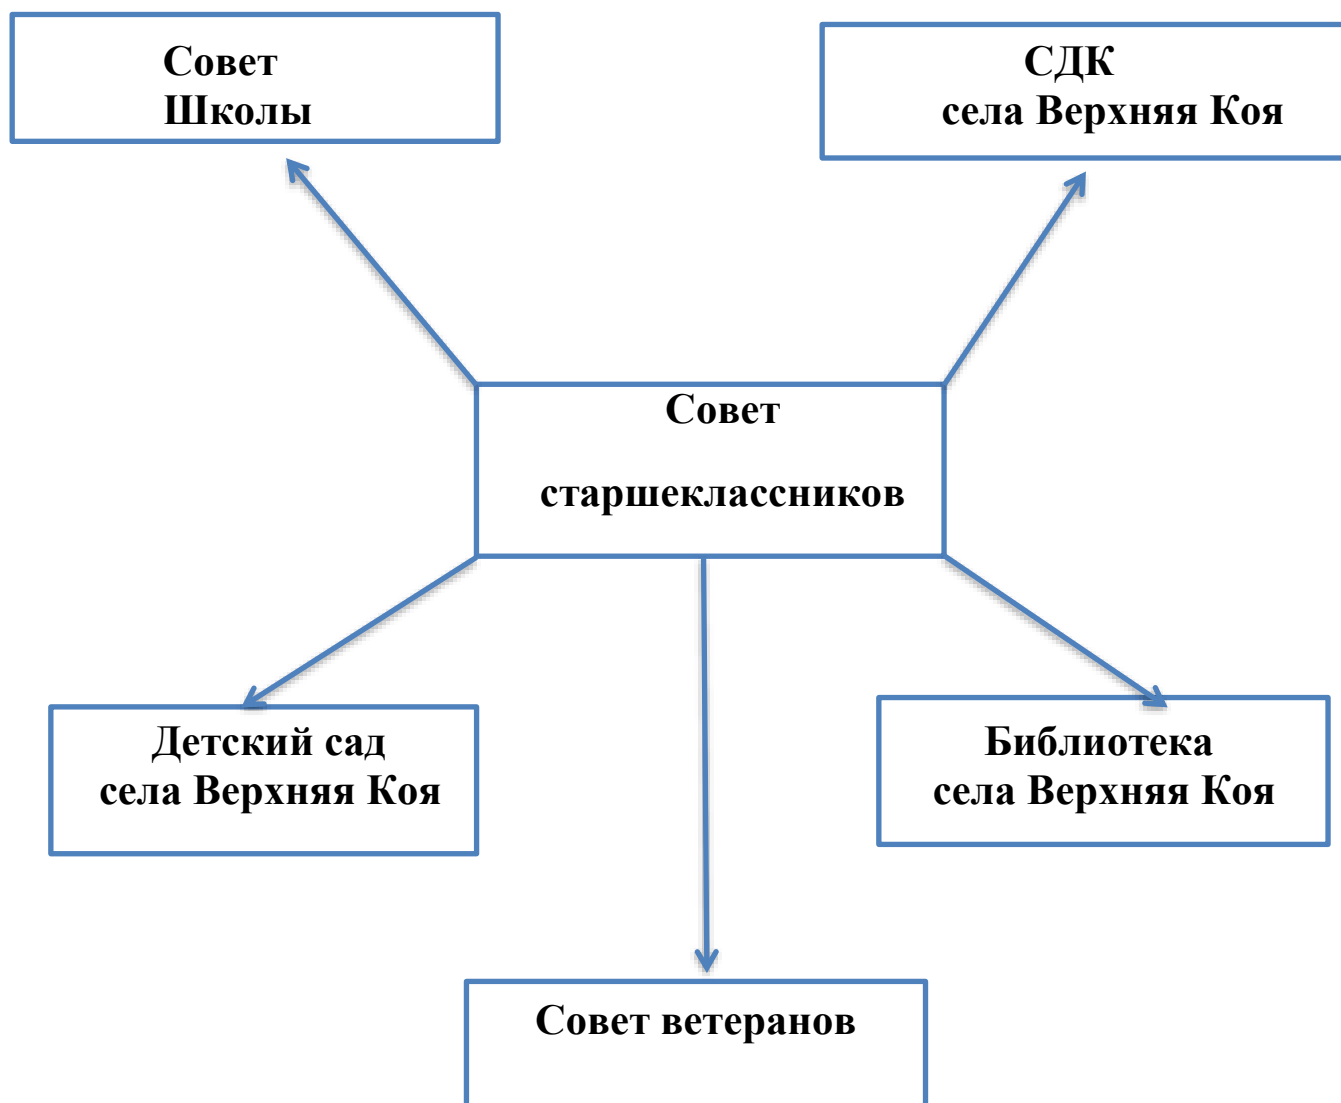 Совет
Школы
СДК
села Верхняя Коя
Совет
старшеклассников
Детский сад
села Верхняя Коя
Библиотека
села Верхняя Коя
Совет ветеранов